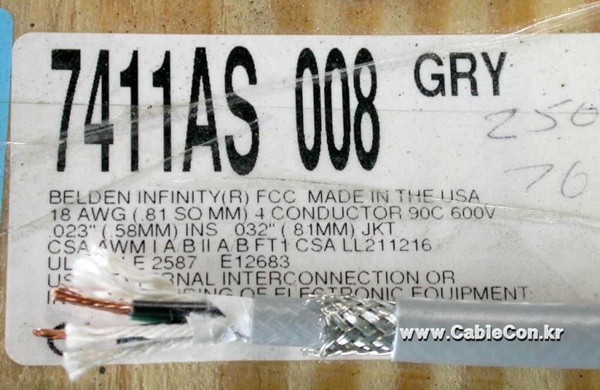 7411AS 008 GRY
250
76
BELDEN INFINITY(R) FCC MADE IN THE USA
18 AWG (.81 SQ MM) 4 CONDUCTOR 90C 600V
.023" (.58MM) INS .032" (.81MM) JKT
CSA AWM I A/B II A/B FT1 CSA LL211216
UL E 2587 E12683
INTERCONNECTION OR
OF ELECTRONIC EQUIPMENT
www.CableCon.kr